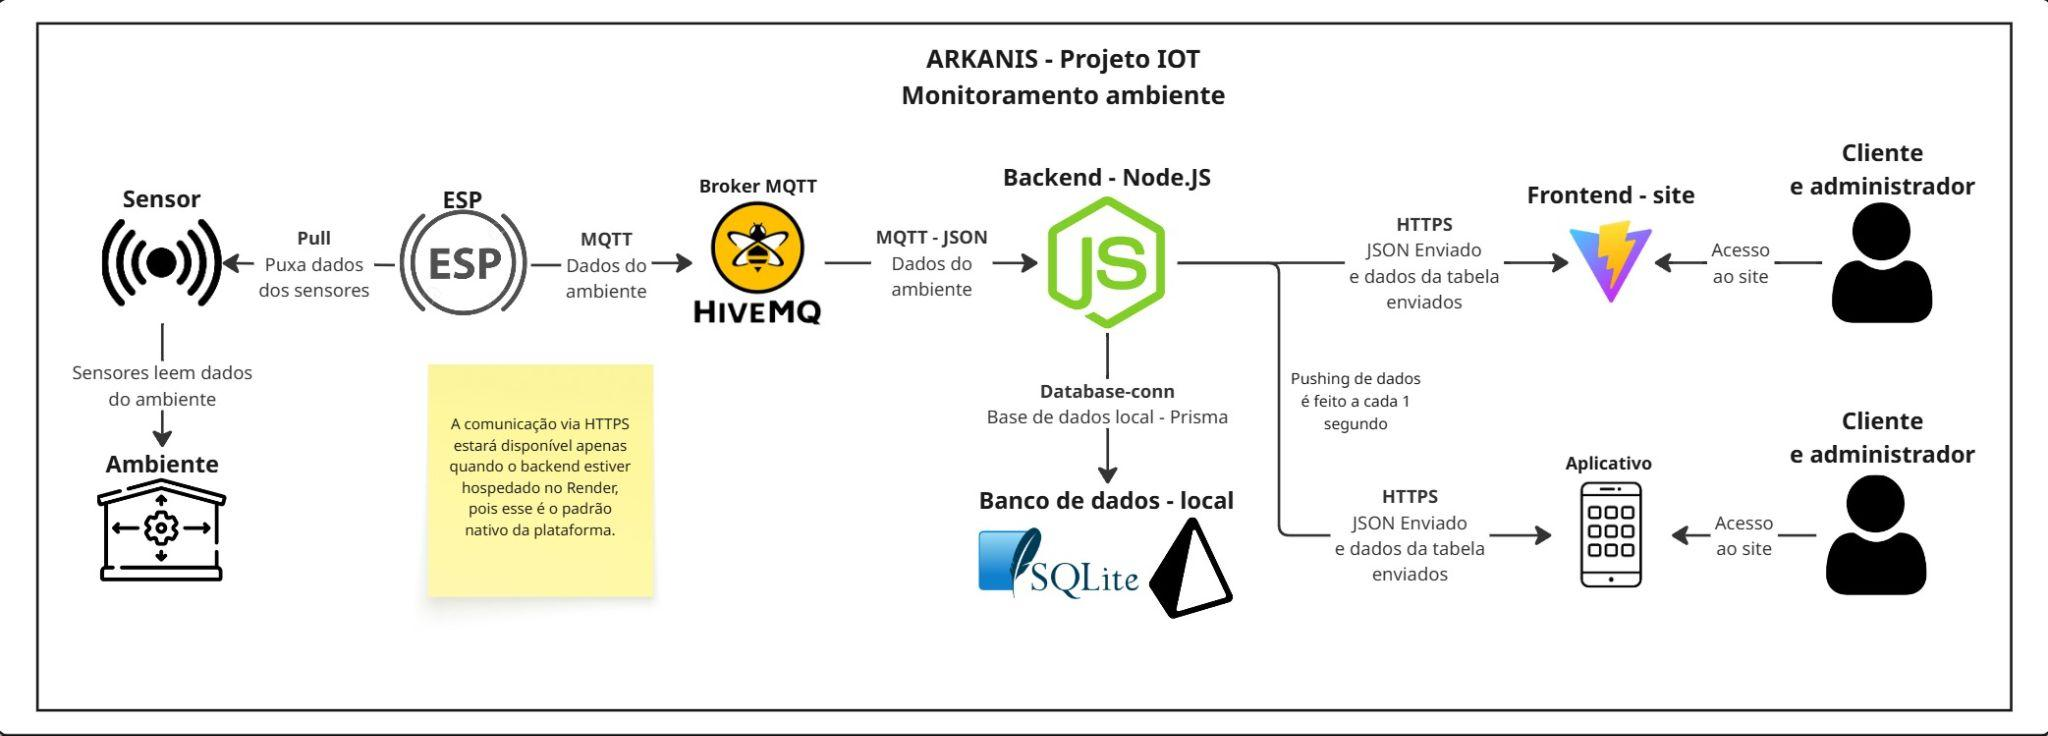 ARKANIS - Projeto IOT
Monitoramento ambiente
Sensor
Pull
Puxa dados
dos sensores
ESP
ESP
MQTT
Dados do
ambiente
Broker MQTT
HIVEMQ
MQTT - JSON
Dados do
ambiente
Backend - Node.JS
JS
HTTPS
JSON Enviado
e dados da tabela
enviados
Frontend - site
Acesso
ao site
Cliente
e administrador
Sensores leem dados
do ambiente
Ambiente
A comunicação via HTTPS
estará disponível apenas
quando o backend estiver
hospedado no Render,
pois esse é o padrão
nativo da plataforma.
Database-conn
Base de dados local - Prisma
Banco de dados - local
SQLite
Pushing de dados
é feito a cada 1
segundo
HTTPS
JSON Enviado
e dados da tabela
enviados
Aplicativo
Acesso
ao site
Cliente
e administrador